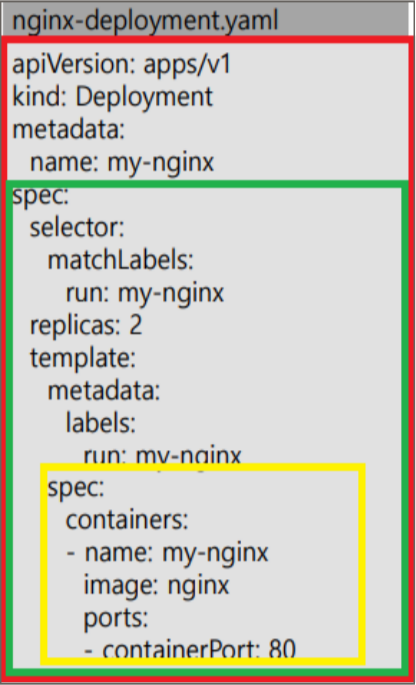 nginx-deployment.yaml
apiVersion: apps/v1
kind: Deployment
metadata:
  name: my-nginx
spec:
  selector:
    matchLabels:
      run: my-nginx
  replicas: 2
  template:
    metadata:
      labels:
        run: my-nginx
    spec:
      containers:
      - name: my-nginx
        image: nginx
        ports:
        - containerPort: 80